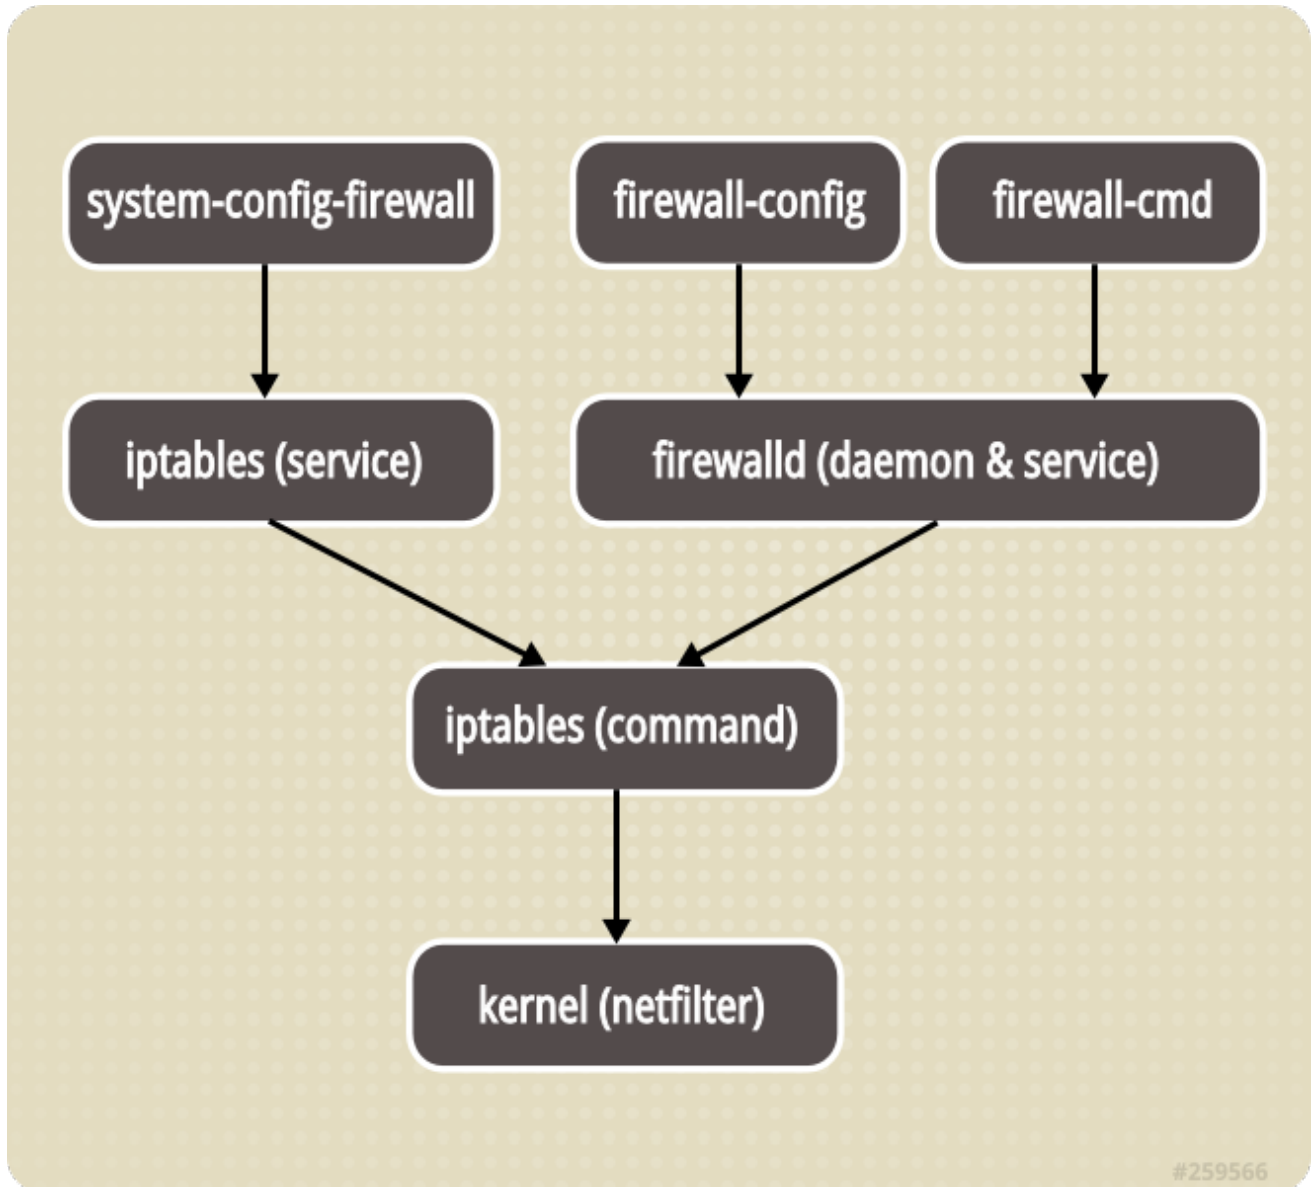 system-config-firewall
firewall-config
firewall-cmd
iptables (service)
firewalld (daemon & service)
iptables (command)
kernel (netfilter)
#259566